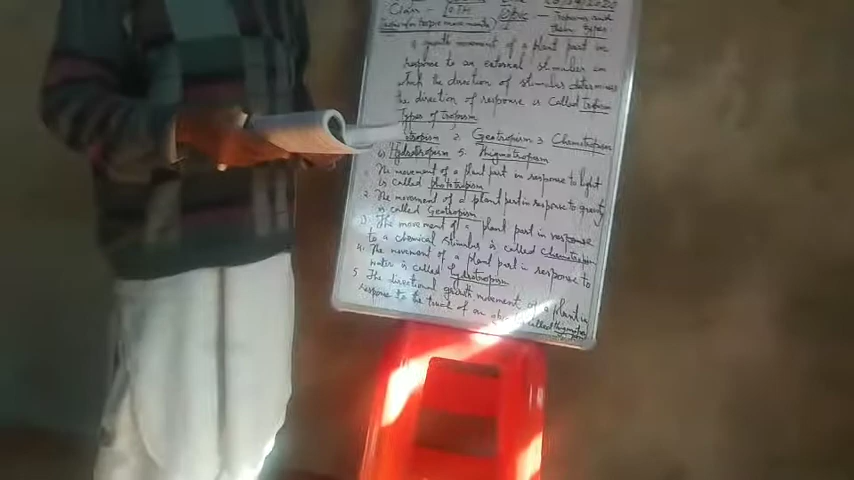 Class - 10TH
Topic - Tropism and
their types
growth movement of a plant part in
response to an external stimulus in
which the direction of stimulus determines
the direction of response is called Tropism
Types of Tropism
tropism 2. Geotropism 3 Chemotropism
Hydrotropism 5. Thigmotropism
The movement of a plant part in response to light
is called phototropism
2. The movement of a plant part in response to gravity
is called Geotropism
3. The movement of a plant part in response
to a chemical stimulus is called Chemotropism
4. The movement of a plant part in response to
water is called hydrotropism
5 The directional growth movement of a plant part in
response to the touch of an called thigmotropism